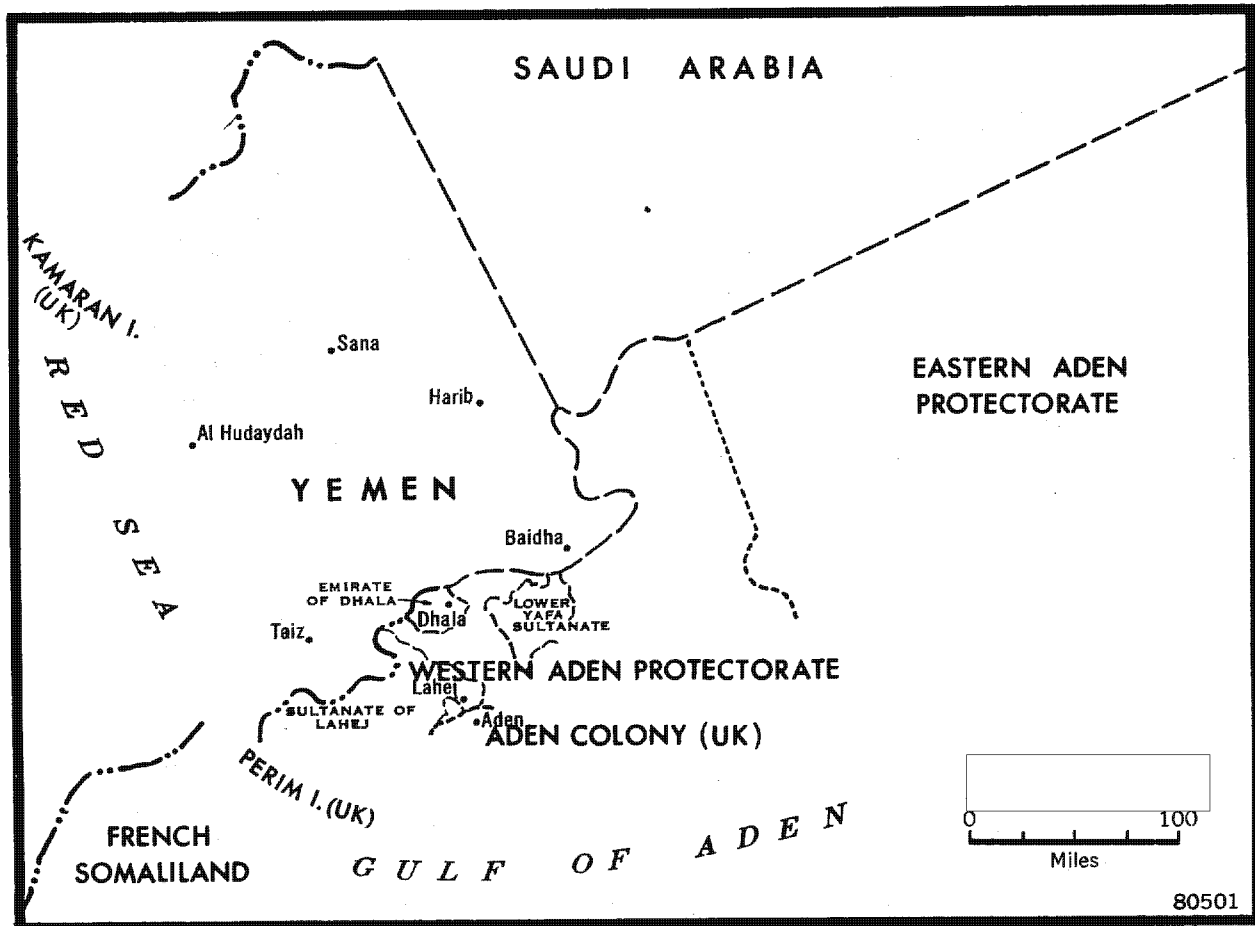 SAUDI ARABIA
KAMARAN I.
(UK)
RED SEA
Sana
Harib
Al Hudaydah
EASTERN ADEN
PROTECTORATE
YEMEN
Baidha
EMIRATE
OF DHALA
Dhala
LOWER
YAFA
SULTANATE
Taiz
WESTERN ADEN PROTECTORATE
Lahej
SULTANATE OF
LAHEJ
Aden
ADEN COLONY (UK)
PERIM I. (UK)
FRENCH
SOMALILAND
GULF OF ADEN
0 100
Miles
80501